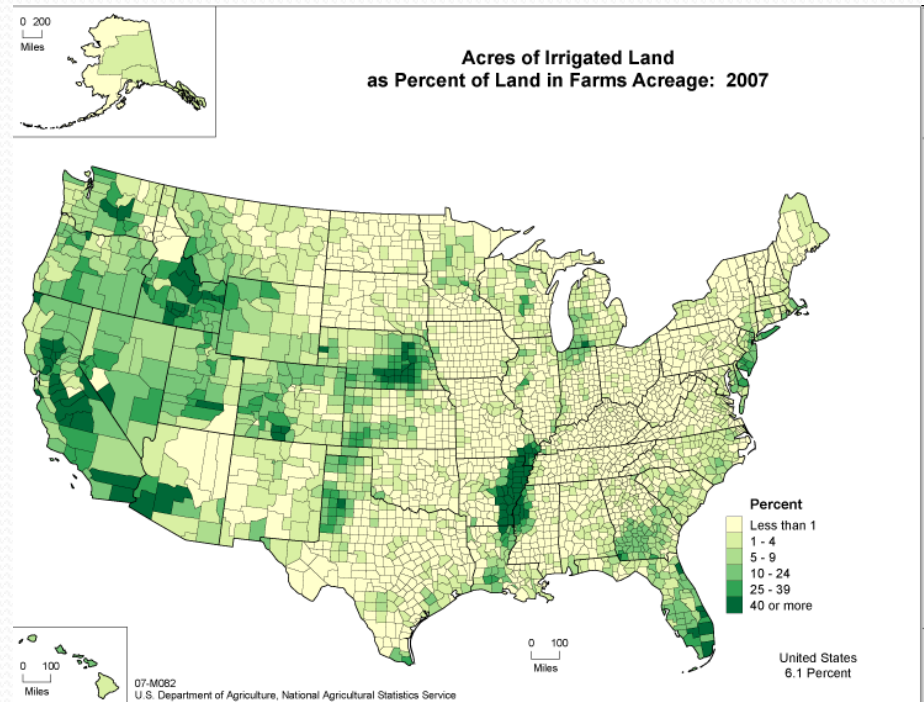 0 200
Miles
Acres of Irrigated Land
as Percent of Land in Farms Acreage: 2007
Percent
Less than 1
1 - 4
5 - 9
10 - 24
25 - 39
40 or more
0 100
Miles
0 100
Miles
United States
6.1 Percent
07-M082
U.S. Department of Agriculture, National Agricultural Statistics Service